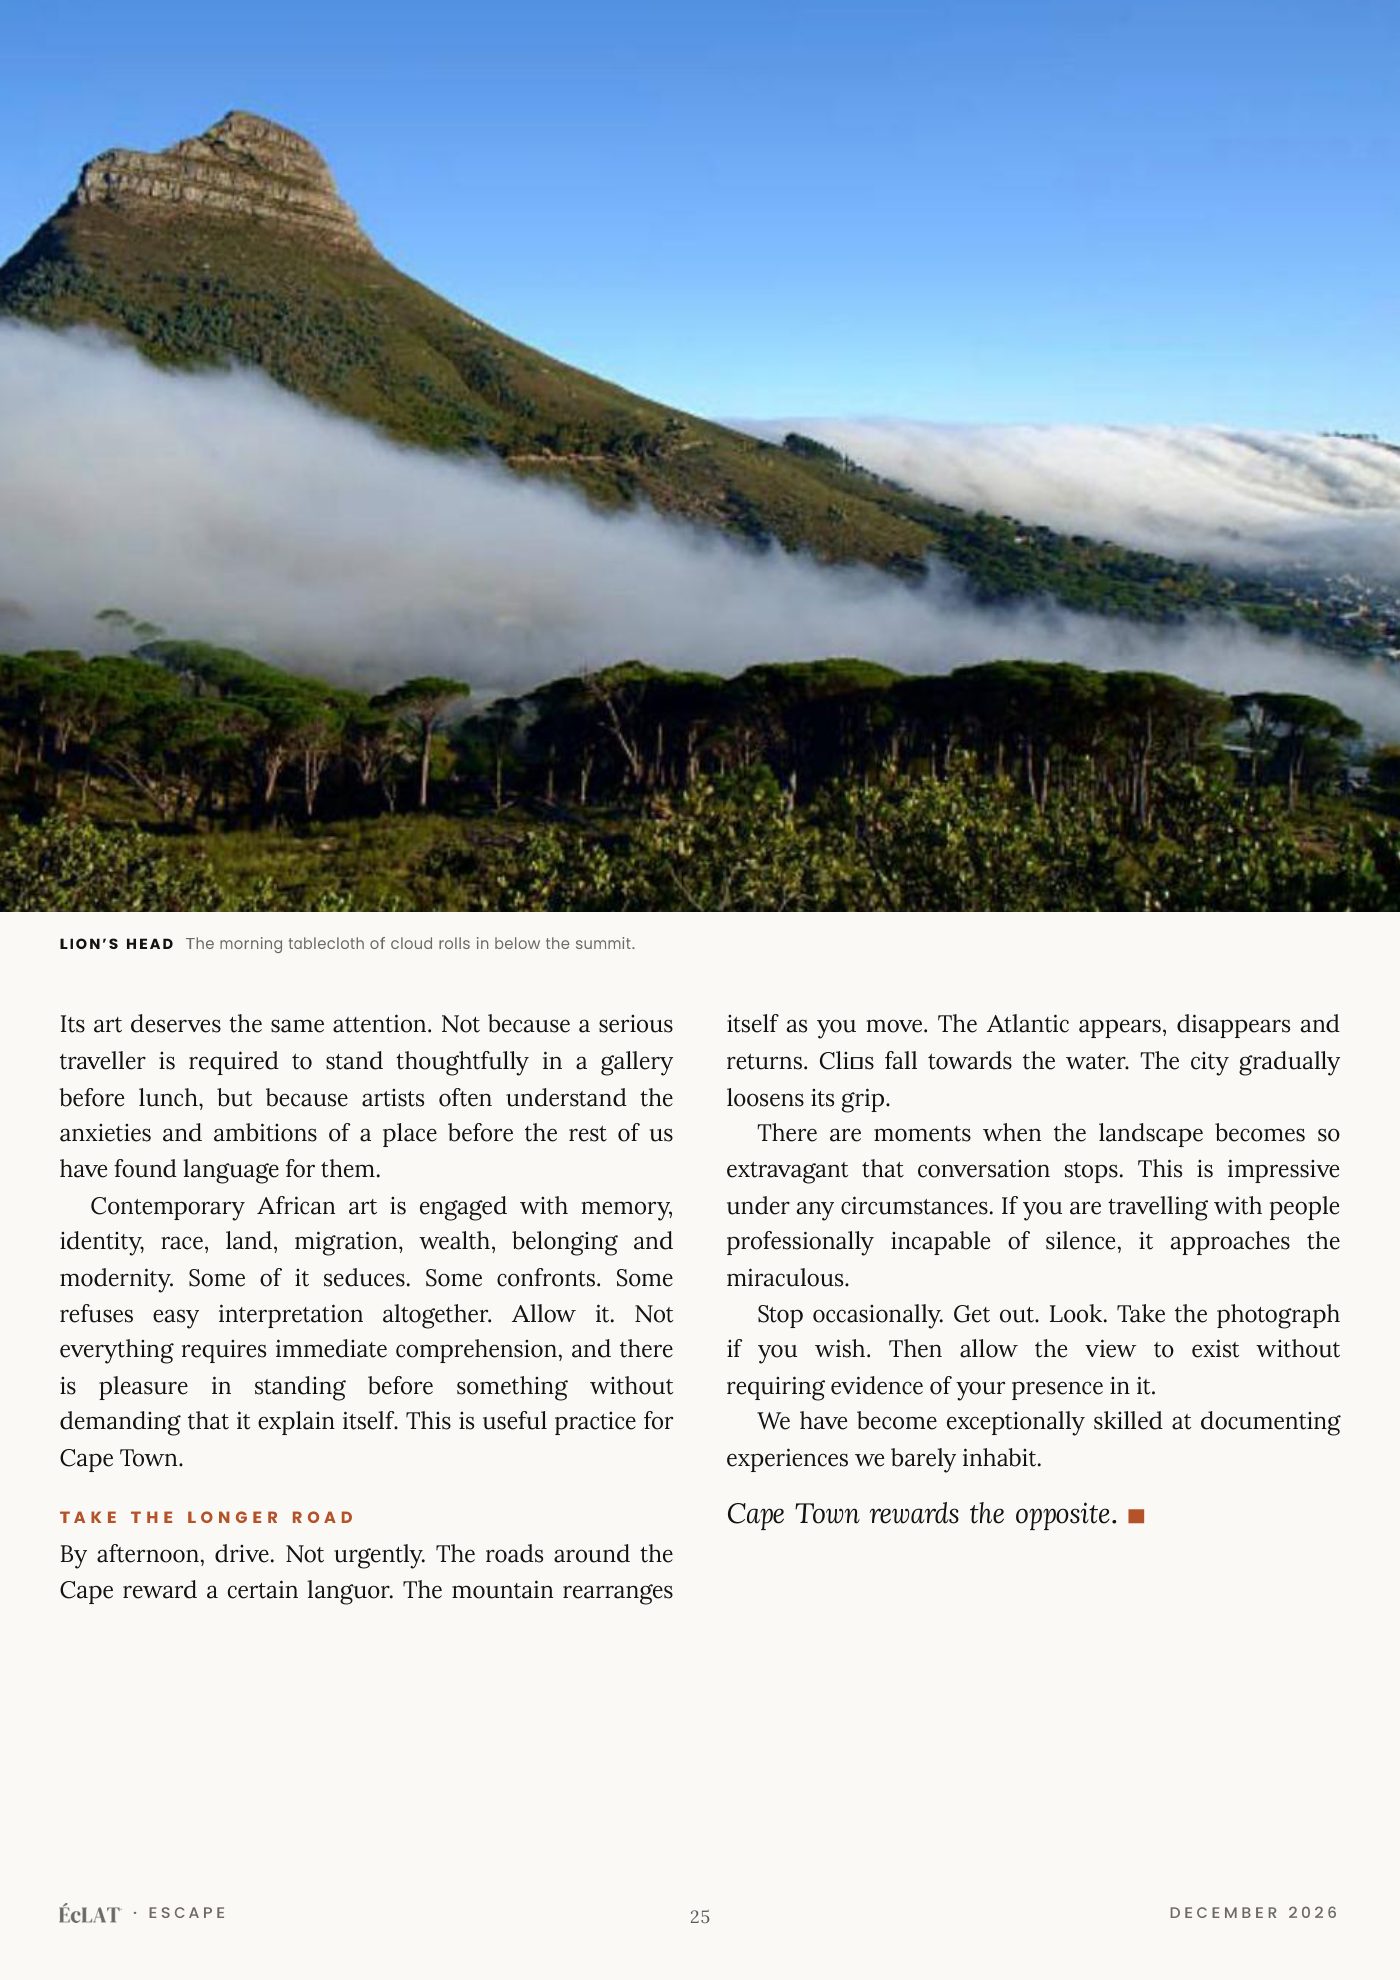 LION'S HEAD The morning tablecloth of cloud rolls in below the summit.
Its art deserves the same attention. Not because a serious
traveller is required to stand thoughtfully in a gallery
before lunch, but because artists often understand the
anxieties and ambitions of a place before the rest of us
have found language for them.
Contemporary African art is engaged with memory,
identity, race, land, migration, wealth, belonging and
modernity. Some of it seduces. Some confronts. Some
refuses easy interpretation altogether. Allow it. Not
everything requires immediate comprehension, and there
is pleasure in standing before something without
demanding that it explain itself. This is useful practice for
Cape Town.
TAKE THE LONGER ROAD
By afternoon, drive. Not urgently. The roads around the
Cape reward a certain languor. The mountain rearranges
itself as you move. The Atlantic appears, disappears and
returns. Cli□s fall towards the water. The city gradually
loosens its grip.
There are moments when the landscape becomes so
extravagant that conversation stops. This is impressive
under any circumstances. If you are travelling with people
professionally incapable of silence, it approaches the
miraculous.
Stop occasionally. Get out. Look. Take the photograph
if you wish. Then allow the view to exist without
requiring evidence of your presence in it.
We have become exceptionally skilled at documenting
experiences we barely inhabit.
Cape Town rewards the opposite. ■
ÉcLAT · ESCAPE
25
DECEMBER 2026